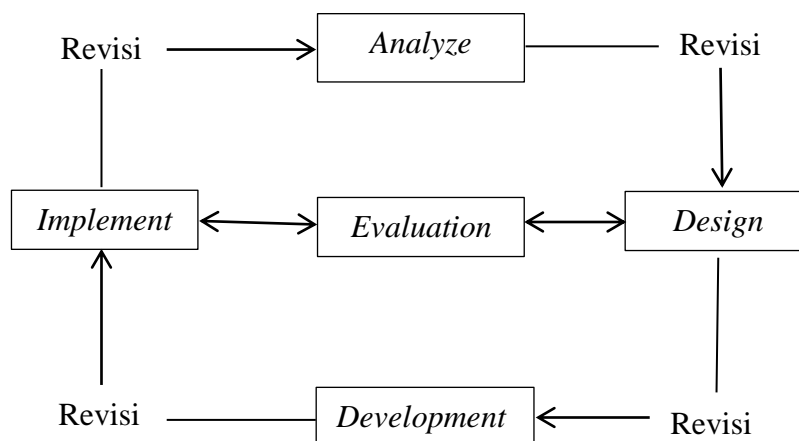 Revisi
Analyze
Revisi
Implement
Evaluation
Design
Revisi
Development
Revisi